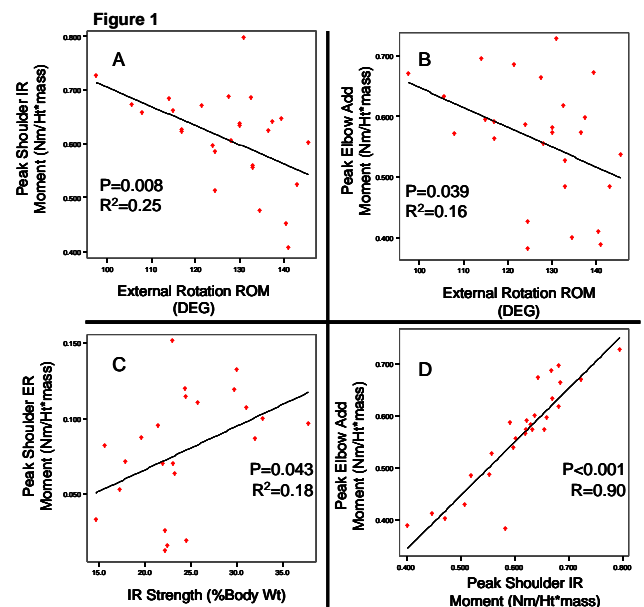 Figure 1
A
Peak Shoulder IR
Moment (Nm/Ht*mass)
0.800
0.700
0.600
0.500
0.400
P=0.008
R²=0.25
100 110 120 130 140
External Rotation ROM
(DEG)
B
Peak Elbow Add
Moment (Nm/Ht*mass)
0.700
0.600
0.500
0.400
P=0.039
R²=0.16
100 110 120 130 140
External Rotation ROM
(DEG)
C
Peak Shoulder ER
Moment (Nm/Ht*mass)
0.150
0.100
0.050
P=0.043
R²=0.18
15.0 20.0 25.0 30.0 35.0
IR Strength (%Body Wt)
D
Peak Elbow Add
Moment (Nm/Ht*mass)
0.700
0.600
0.500
0.400
P<0.001
R=0.90
0.400 0.500 0.600 0.700 0.800
Peak Shoulder IR
Moment (Nm/Ht*mass)